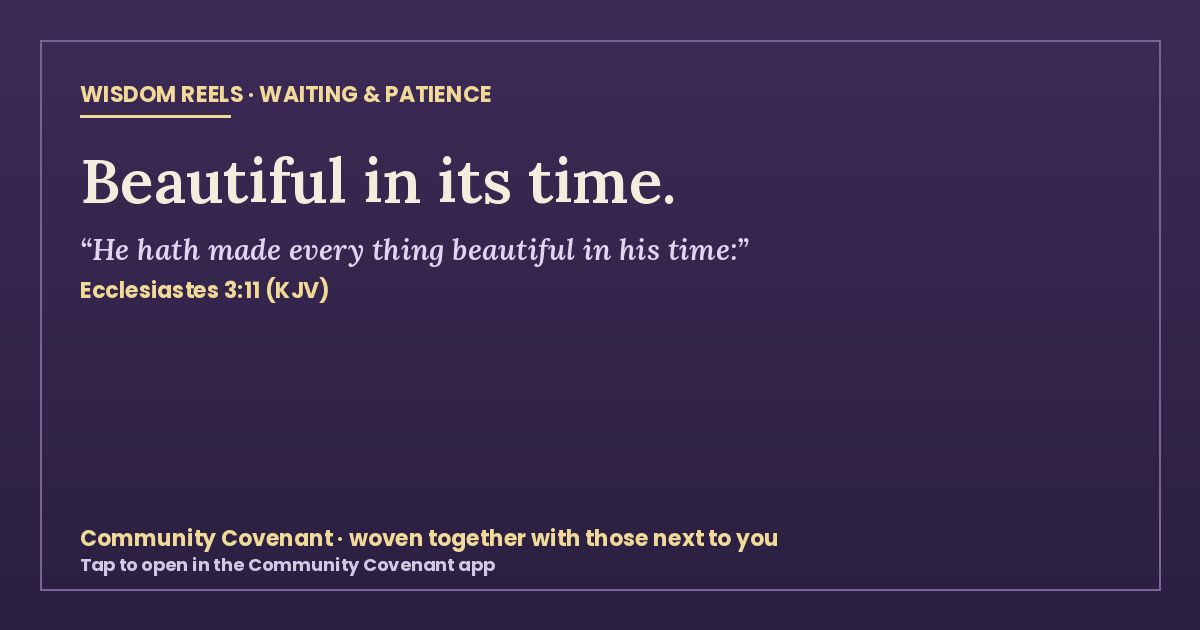 WISDOM REELS · WAITING & PATIENCE
Beautiful in its time.
“He hath made every thing beautiful in his time:”
Ecclesiastes 3:11 (KJV)
Community Covenant · woven together with those next to you
Tap to open in the Community Covenant app